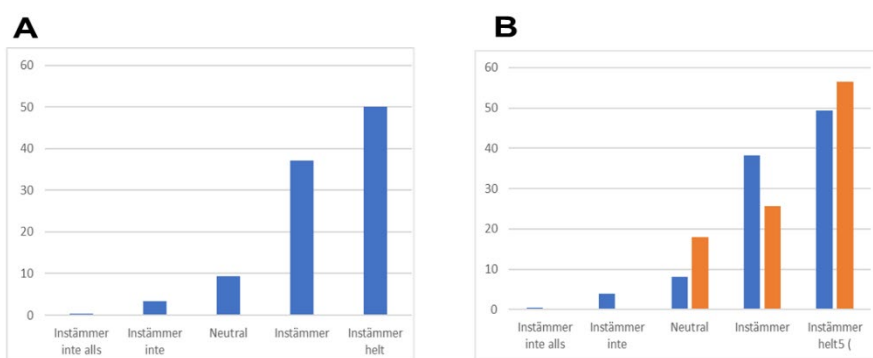 A
60
50
40
30
20
10
0
Instämmer
inte alls
Instämmer
inte
Neutral
Instämmer
Instämmer
helt
B
60
50
40
30
20
10
0
Instämmer
inte alls
Instämmer
inte
Neutral
Instämmer
Instämmer
helt5 (